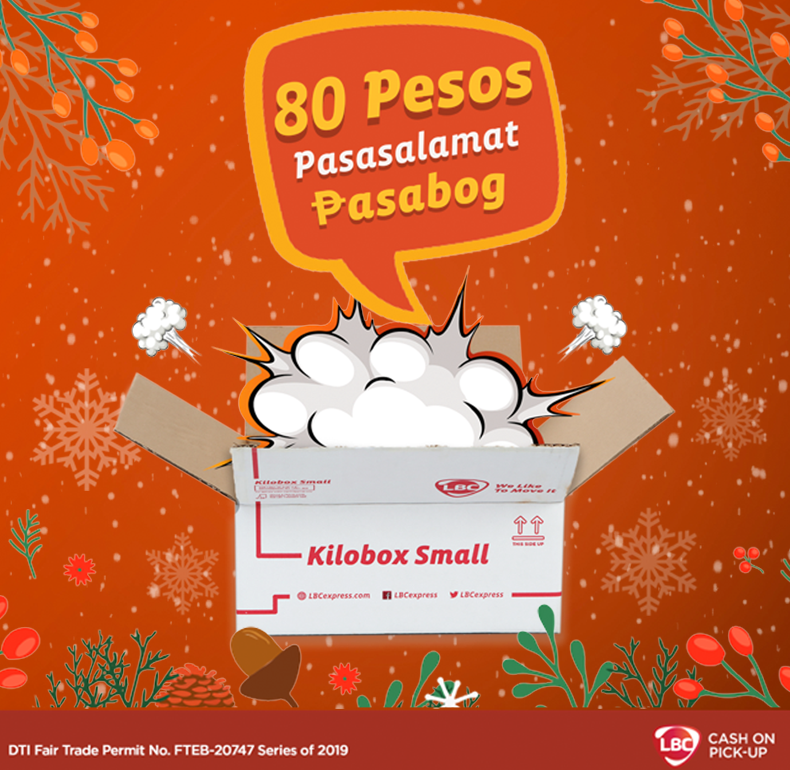 80 Pesos
Pasasalamat
₱asabog
Kilobox Small
LBC
We Like
To Move It
THIS SIDE UP
Kilobox Small
LBCexpress.com
LBCexpress
LBCexpress
DTI Fair Trade Permit No. FTEB-20747 Series of 2019
LBC
CASH ON
PICK-UP